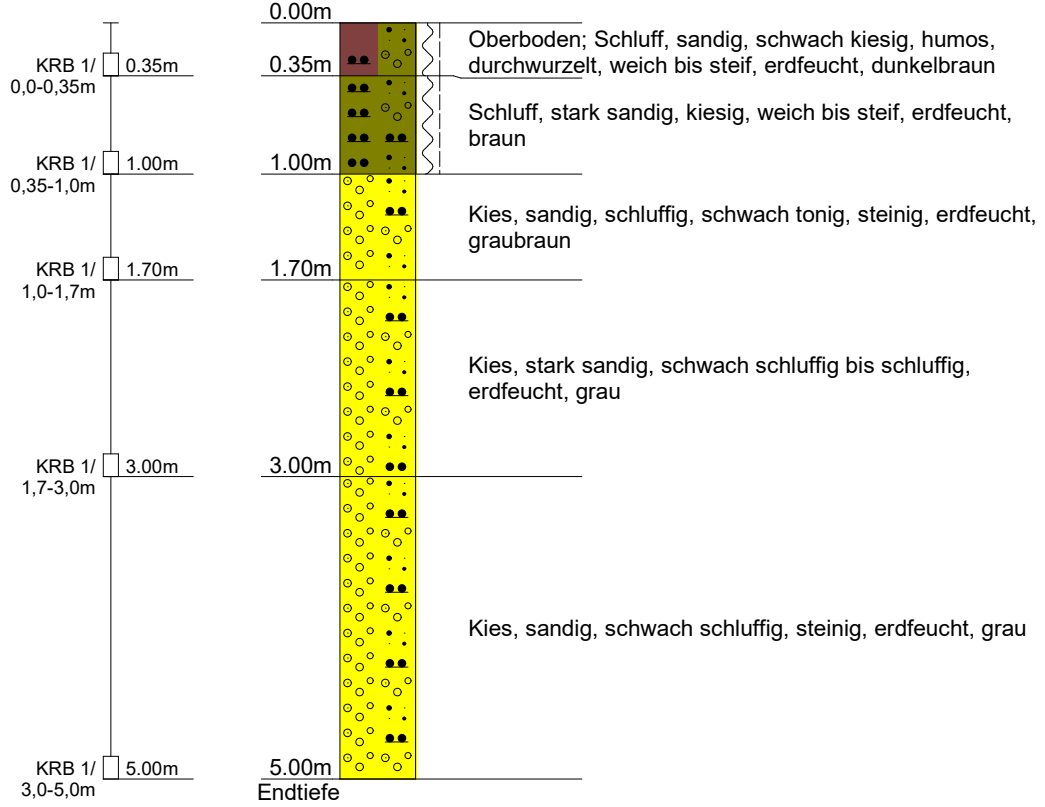 0.00m
KRB 1/ 0.35m
0,0-0,35m
0.35m
Oberboden; Schluff, sandig, schwach kiesig, humos,
durchwurzelt, weich bis steif, erdfeucht, dunkelbraun
Schluff, stark sandig, kiesig, weich bis steif, erdfeucht,
braun
KRB 1/ 1.00m
0,35-1,0m
1.00m
Kies, sandig, schluffig, schwach tonig, steinig, erdfeucht,
graubraun
KRB 1/ 1.70m
1,0-1,7m
1.70m
Kies, stark sandig, schwach schluffig bis schluffig,
erdfeucht, grau
KRB 1/ 3.00m
1,7-3,0m
3.00m
Kies, sandig, schwach schluffig, steinig, erdfeucht, grau
KRB 1/ 5.00m
3,0-5,0m
5.00m
Endtiefe